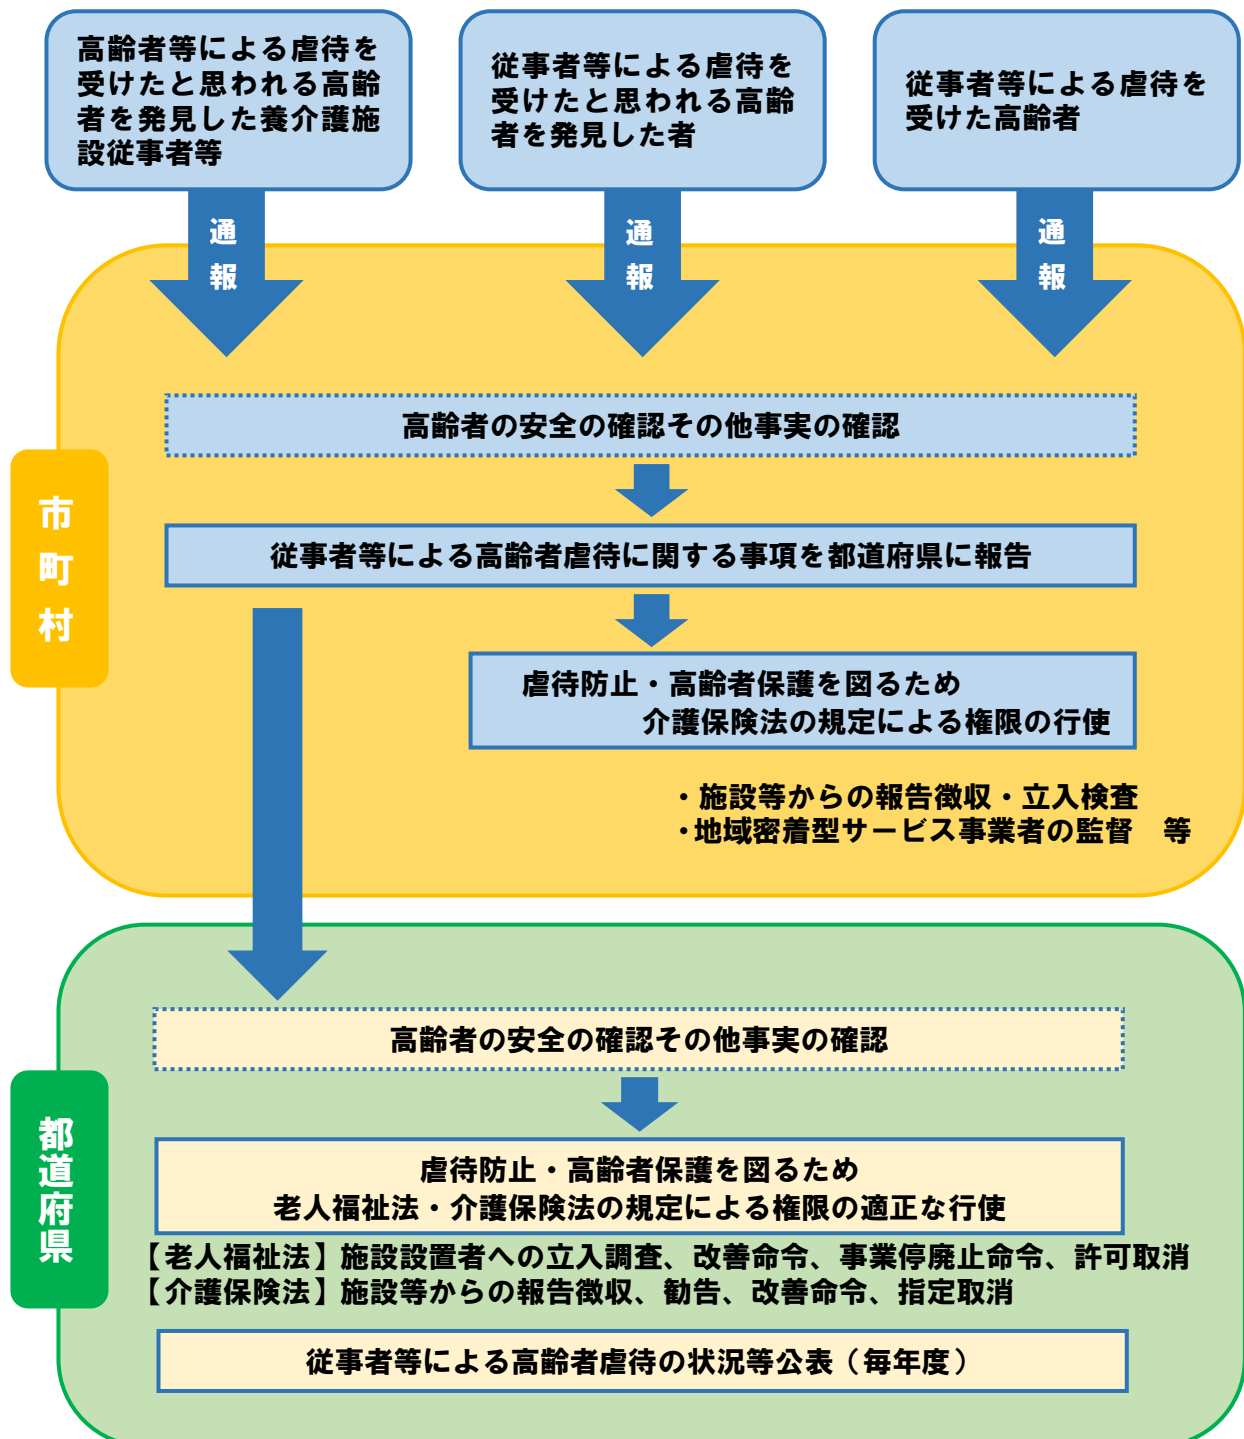 高齢者等による虐待を
受けたと思われる高齢
者を発見した養介護施
設従事者等
従事者等による虐待を
受けたと思われる高齢
者を発見した者
従事者等による虐待を
受けた高齢者
通報
通報
通報
市町村
高齢者の安全の確認その他事実の確認
従事者等による高齢者虐待に関する事項を都道府県に報告
虐待防止・高齢者保護を図るため
介護保険法の規定による権限の行使
・施設等からの報告徴収・立入検査
・地域密着型サービス事業者の監督　等
都道府県
高齢者の安全の確認その他事実の確認
虐待防止・高齢者保護を図るため
老人福祉法・介護保険法の規定による権限の適正な行使
【老人福祉法】施設設置者への立入調査、改善命令、事業停廃止命令、許可取消
【介護保険法】施設等からの報告徴収、勧告、改善命令、指定取消
従事者等による高齢者虐待の状況等公表（毎年度）